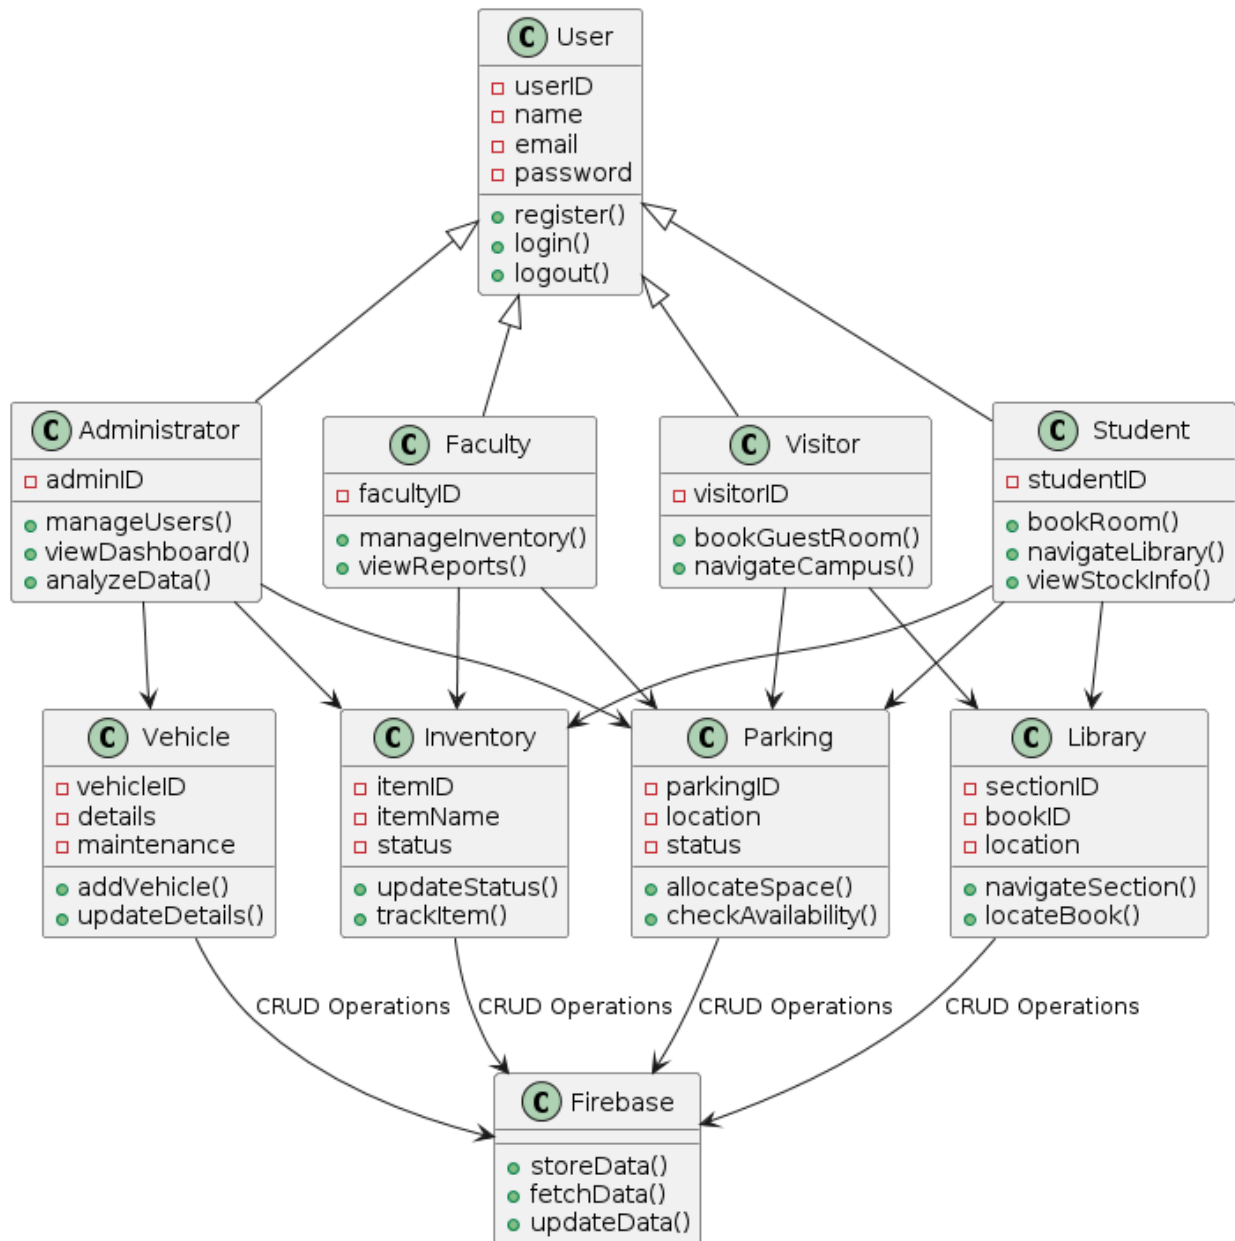 C User
userID
name
email
password
register()
login()
logout()
C Administrator
adminID
manageUsers()
viewDashboard()
analyzeData()
C Faculty
facultyID
manageInventory()
viewReports()
C Visitor
visitorID
bookGuestRoom()
navigateCampus()
C Student
studentID
bookRoom()
navigateLibrary()
viewStockInfo()
C Vehicle
vehicleID
details
maintenance
addVehicle()
updateDetails()
C Inventory
itemID
itemName
status
updateStatus()
trackItem()
C Parking
parkingID
location
status
allocateSpace()
checkAvailability()
C Library
sectionID
bookID
location
navigateSection()
locateBook()
CRUD Operations
CRUD Operations
CRUD Operations
CRUD Operations
C Firebase
storeData()
fetchData()
updateData()